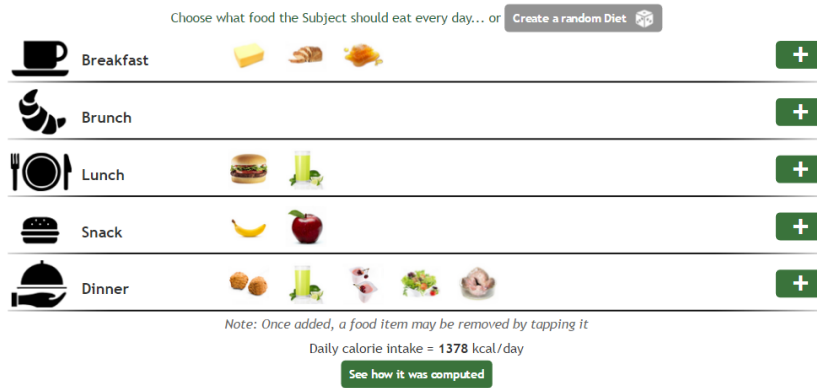 Choose what food the Subject should eat every day... or Create a random Diet
Breakfast
+
Brunch
+
Lunch
+
Snack
+
Dinner
+
Note: Once added, a food item may be removed by tapping it
Daily calorie intake = 1378 kcal/day
See how it was computed